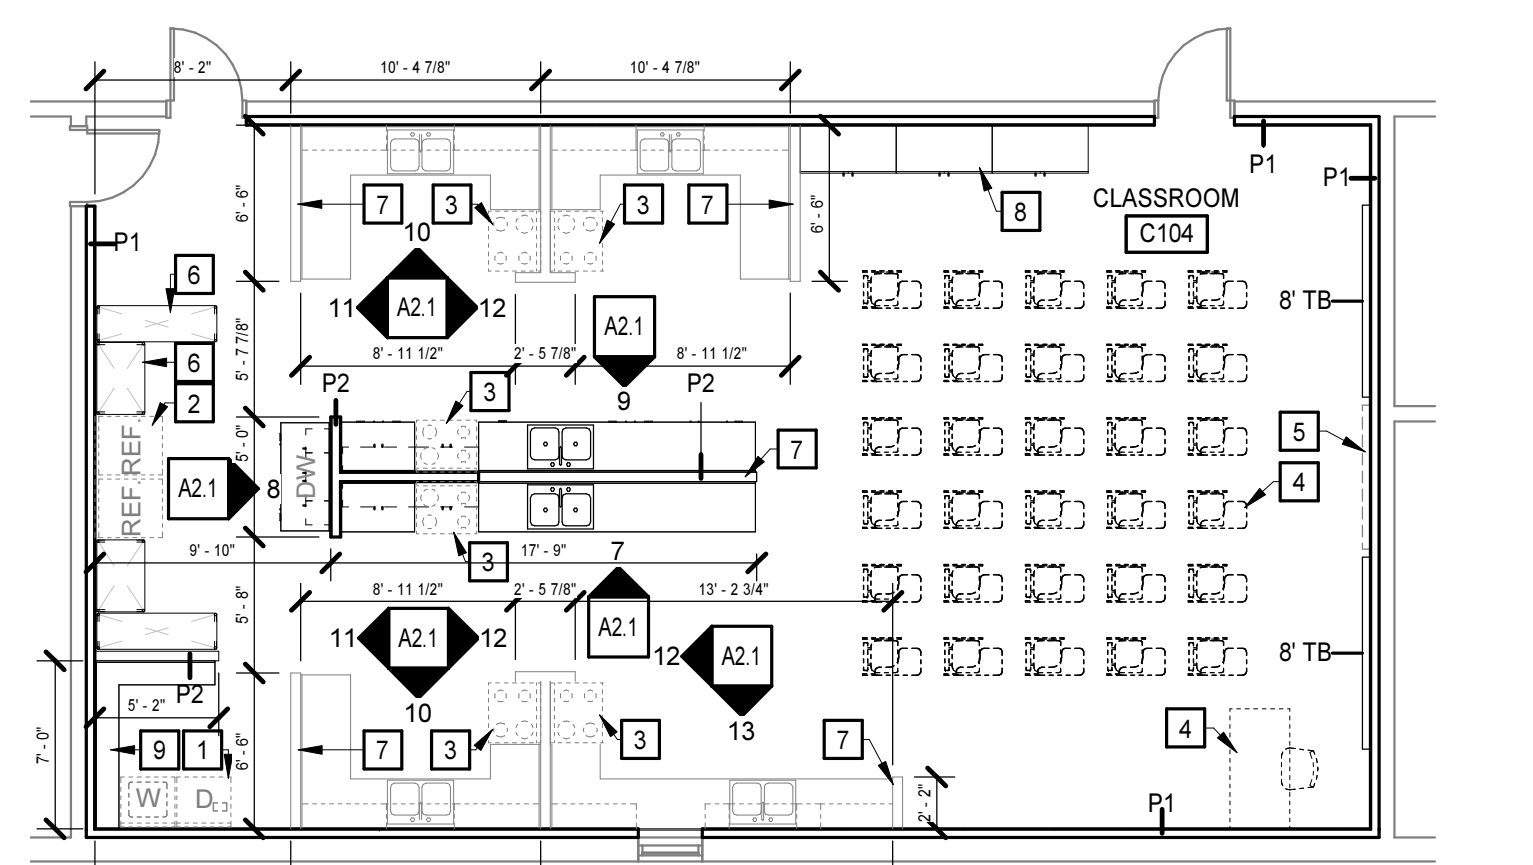 8' - 2" 10' - 4 7/8" 10' - 4 7/8"
P1 P1
6' - 6" 7 3 3 7 6' - 6" 8 CLASSROOM
C104
P1 10
6
11 A2.1 12 A2.1 8' TB
5' - 7 7/8" 8' - 11 1/2" 2' - 5 7/8" 8' - 11 1/2"
6
P2 3 P2 9
2
REF. 5' - 0" 5
7
A2.1 8 DW
REF. 4
9' - 10" 17' - 9" 7
3
8' - 11 1/2" 2' - 5 7/8" 13' - 2 3/4"
5' - 8" 11 A2.1 12 A2.1
12 A2.1 8' TB
P2
5' - 2" 10 13
7' - 0" 9 1 6' - 6" 7 3 3 7 4
W D 2' - 2" P1